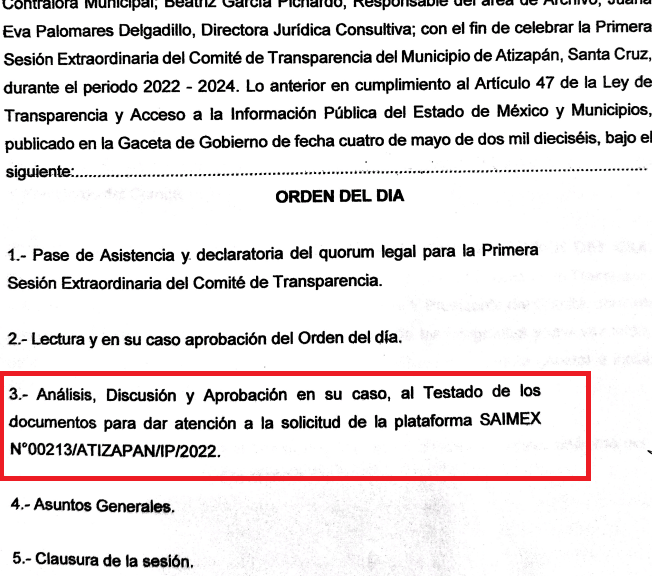 Contralora Municipal; Beatriz García Pichardo, Responsable del área de Archivo; Juana
Eva Palomares Delgadillo, Directora Jurídica Consultiva; con el fin de celebrar la Primera
Sesión Extraordinaria del Comité de Transparencia del Municipio de Atizapán, Santa Cruz,
durante el periodo 2022 - 2024. Lo anterior en cumplimiento al Artículo 47 de la Ley de
Transparencia y Acceso a la Información Pública del Estado de México y Municipios,
publicado en la Gaceta de Gobierno de fecha cuatro de mayo de dos mil dieciséis, bajo el
siguiente:..........................................................................................................
ORDEN DEL DIA
1.- Pase de Asistencia y declaratoria del quorum legal para la Primera
Sesión Extraordinaria del Comité de Transparencia.
2.- Lectura y en su caso aprobación del Orden del día.
3.- Análisis, Discusión y Aprobación en su caso, al Testado de los
documentos para dar atención a la solicitud de la plataforma SAIMEX
N°00213/ATIZAPAN/IP/2022.
4.- Asuntos Generales.
5.- Clausura de la sesión.